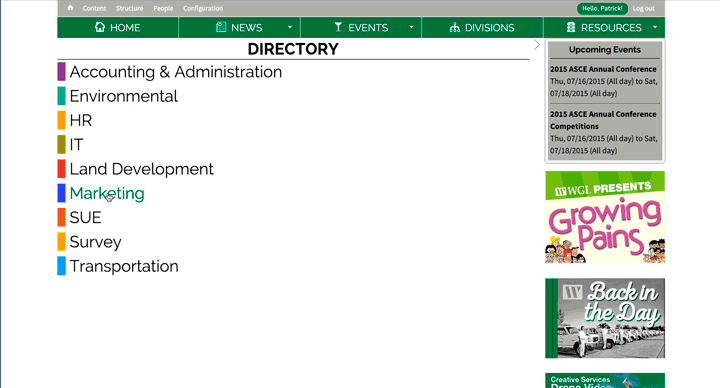 Content Structure People Configuration Hello, Patrick! Log out
HOME NEWS EVENTS DIVISIONS RESOURCES
DIRECTORY
Accounting & Administration
Environmental
HR
IT
Land Development
Marketing
SUE
Survey
Transportation
Upcoming Events
2015 ASCE Annual Conference
Thu, 07/16/2015 (All day) to Sat,
07/18/2015 (All day)
2015 ASCE Annual Conference
Competitions
Thu, 07/16/2015 (All day) to Sat,
07/18/2015 (All day)
WGI PRESENTS
Growing
Pains
Back in
the Day
Creative Services
Drone Video